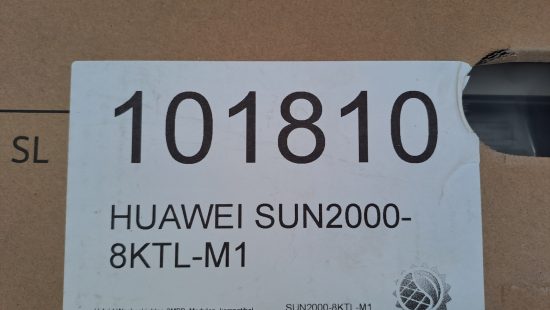 101810
SL
HUAWEI SUN2000-
8KTL-M1
SUN2000-8KTL-M1